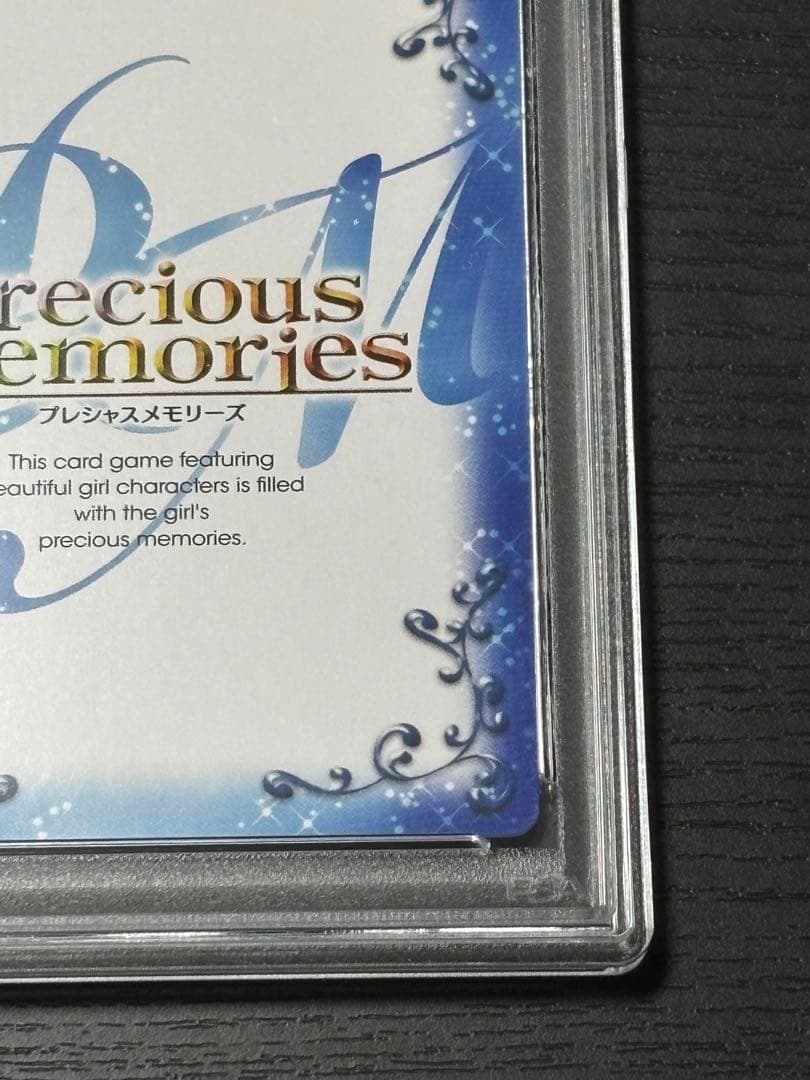 recious
emories
プレシャスメモリーズ
This card game featuring
eautiful girl characters is filled
with the girl's
precious memories.
PSA